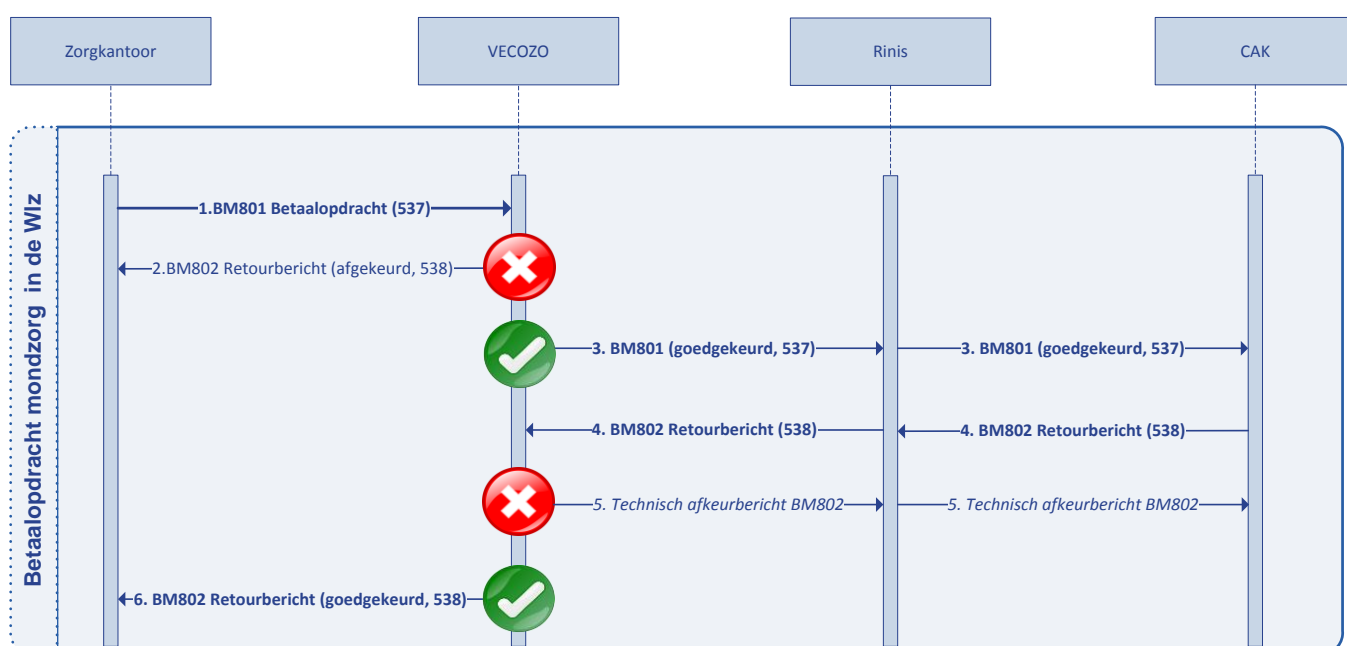 Zorgkantoor
VECOZO
Rinis
CAK
Betaalopdracht mondzorg in de Wlz
1.BM801 Betaalopdracht (537)
2.BM802 Retourbericht (afgekeurd, 538)
3. BM801 (goedgekeurd, 537)
3. BM801 (goedgekeurd, 537)
4. BM802 Retourbericht (538)
4. BM802 Retourbericht (538)
5. Technisch afkeurbericht BM802
5. Technisch afkeurbericht BM802
6. BM802 Retourbericht (goedgekeurd, 538)